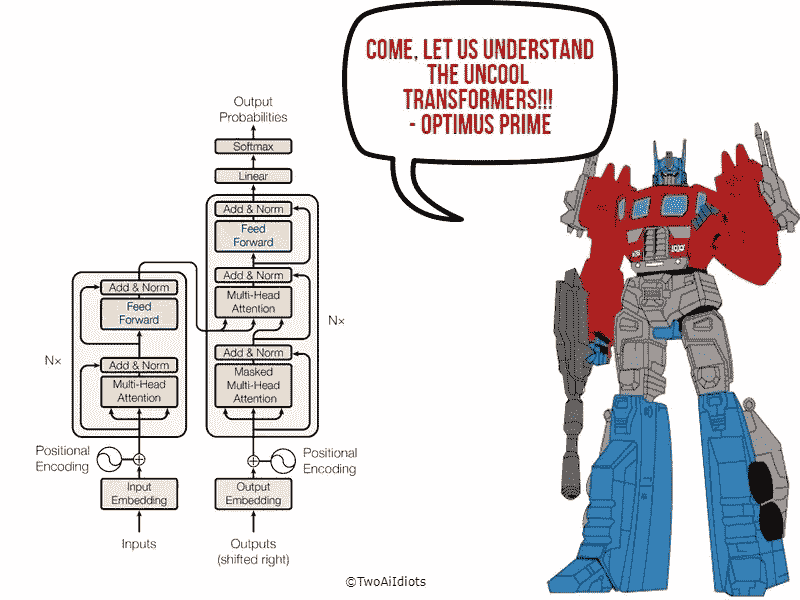 COME, LET US UNDERSTAND
THE UNCOOL
TRANSFORMERS!!!
- OPTIMUS PRIME
Output
Probabilities
Softmax
Linear
Add & Norm
Feed
Forward
Add & Norm
Multi-Head
Attention
Nx
Add & Norm
Masked
Multi-Head
Attention
Add & Norm
Feed
Forward
Nx
Add & Norm
Multi-Head
Attention
Positional
Encoding
Positional
Encoding
Input
Embedding
Output
Embedding
Inputs
Outputs
(shifted right)
©TwoAiIdiots